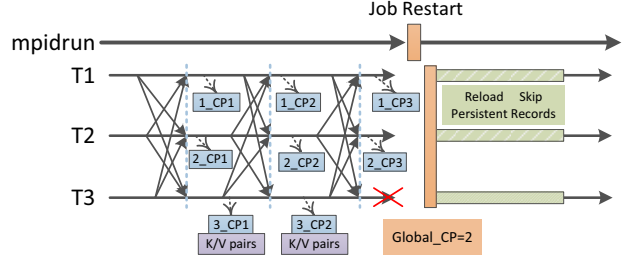 Job Restart
mpidrun
T1
1_CP1
1_CP2
1_CP3
Reload Skip
Persistent Records
T2
2_CP1
2_CP2
2_CP3
T3
3_CP1
3_CP2
K/V pairs
K/V pairs
Global_CP=2